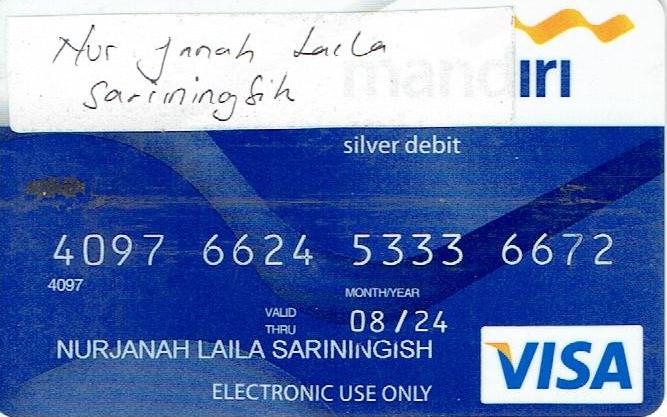 Nur Jnnah Laila
Sariningsih
mandiri
silver debit
4097 6624 5333 6672
4097
MONTH/YEAR
VALID THRU 08/24
NURJANAH LAILA SARININGISH
ELECTRONIC USE ONLY
VISA